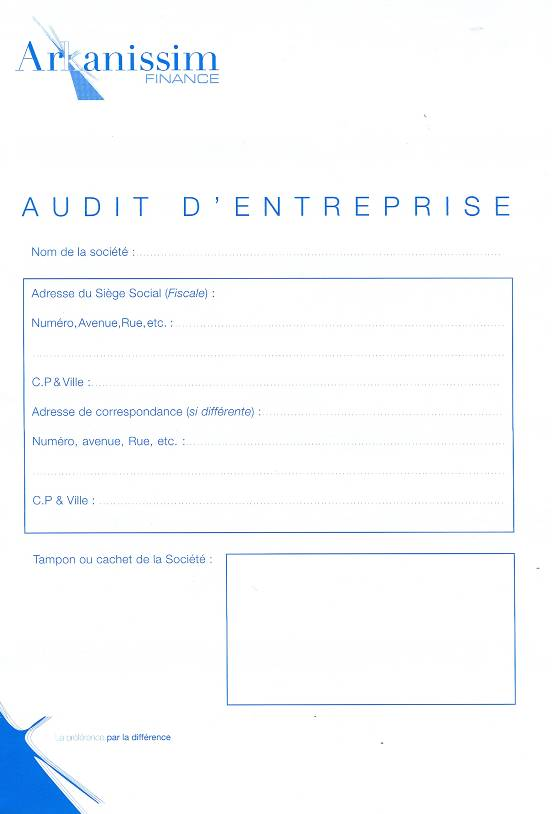 Arkanissim
FINANCE
AUDIT D'ENTREPRISE
Nom de la société :
Adresse du Siège Social (Fiscale) :
Numéro,Avenue,Rue,etc. :
C.P & Ville :
Adresse de correspondance (si différente) :
Numéro, avenue, Rue, etc. :
C.P & Ville :
Tampon ou cachet de la Société :
La préférence par la différence